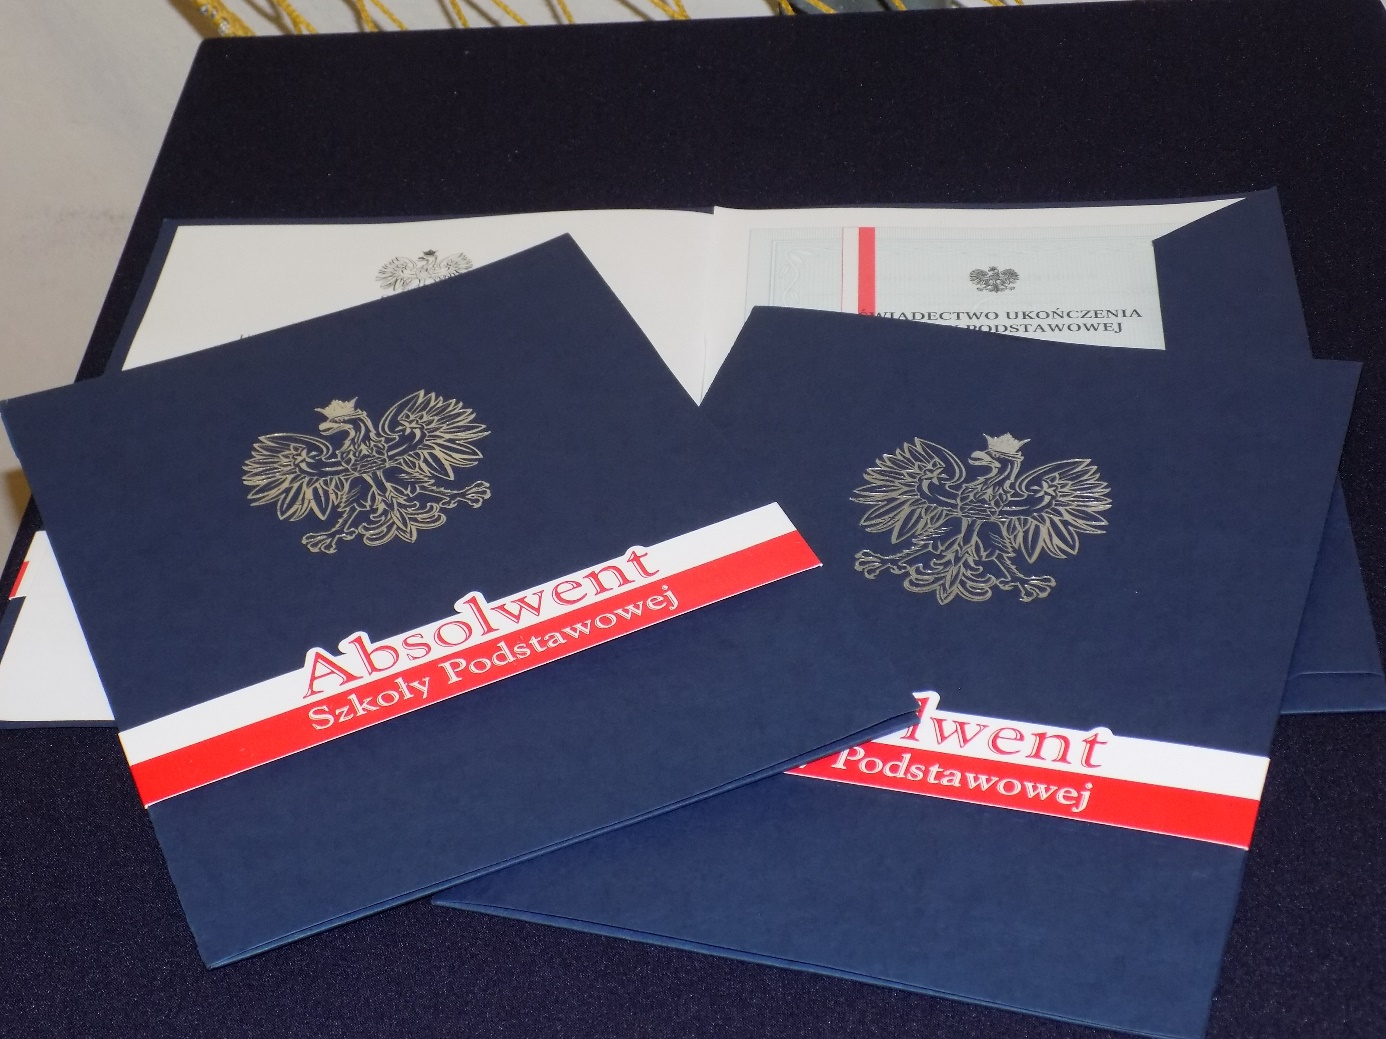 ŚWIADECTWO UKOŃCZENIA
PODSTAWOWEJ
Absolwent
Szkoły Podstawowej
lwent
y Podstawowej